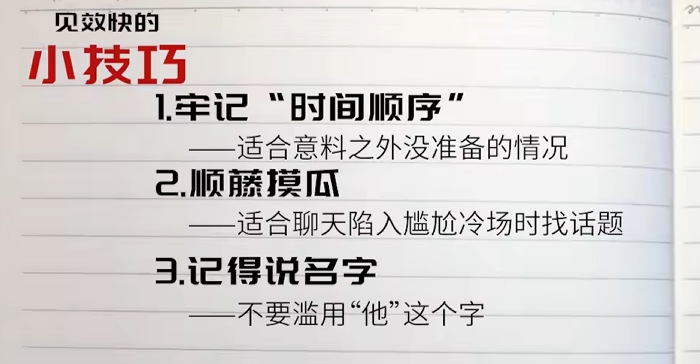 见效快的
小技巧
1.牢记“时间顺序”
——适合意料之外没准备的情况
2.顺藤摸瓜
——适合聊天陷入尴尬冷场时找话题
3.记得说名字
——不要滥用“他”这个字